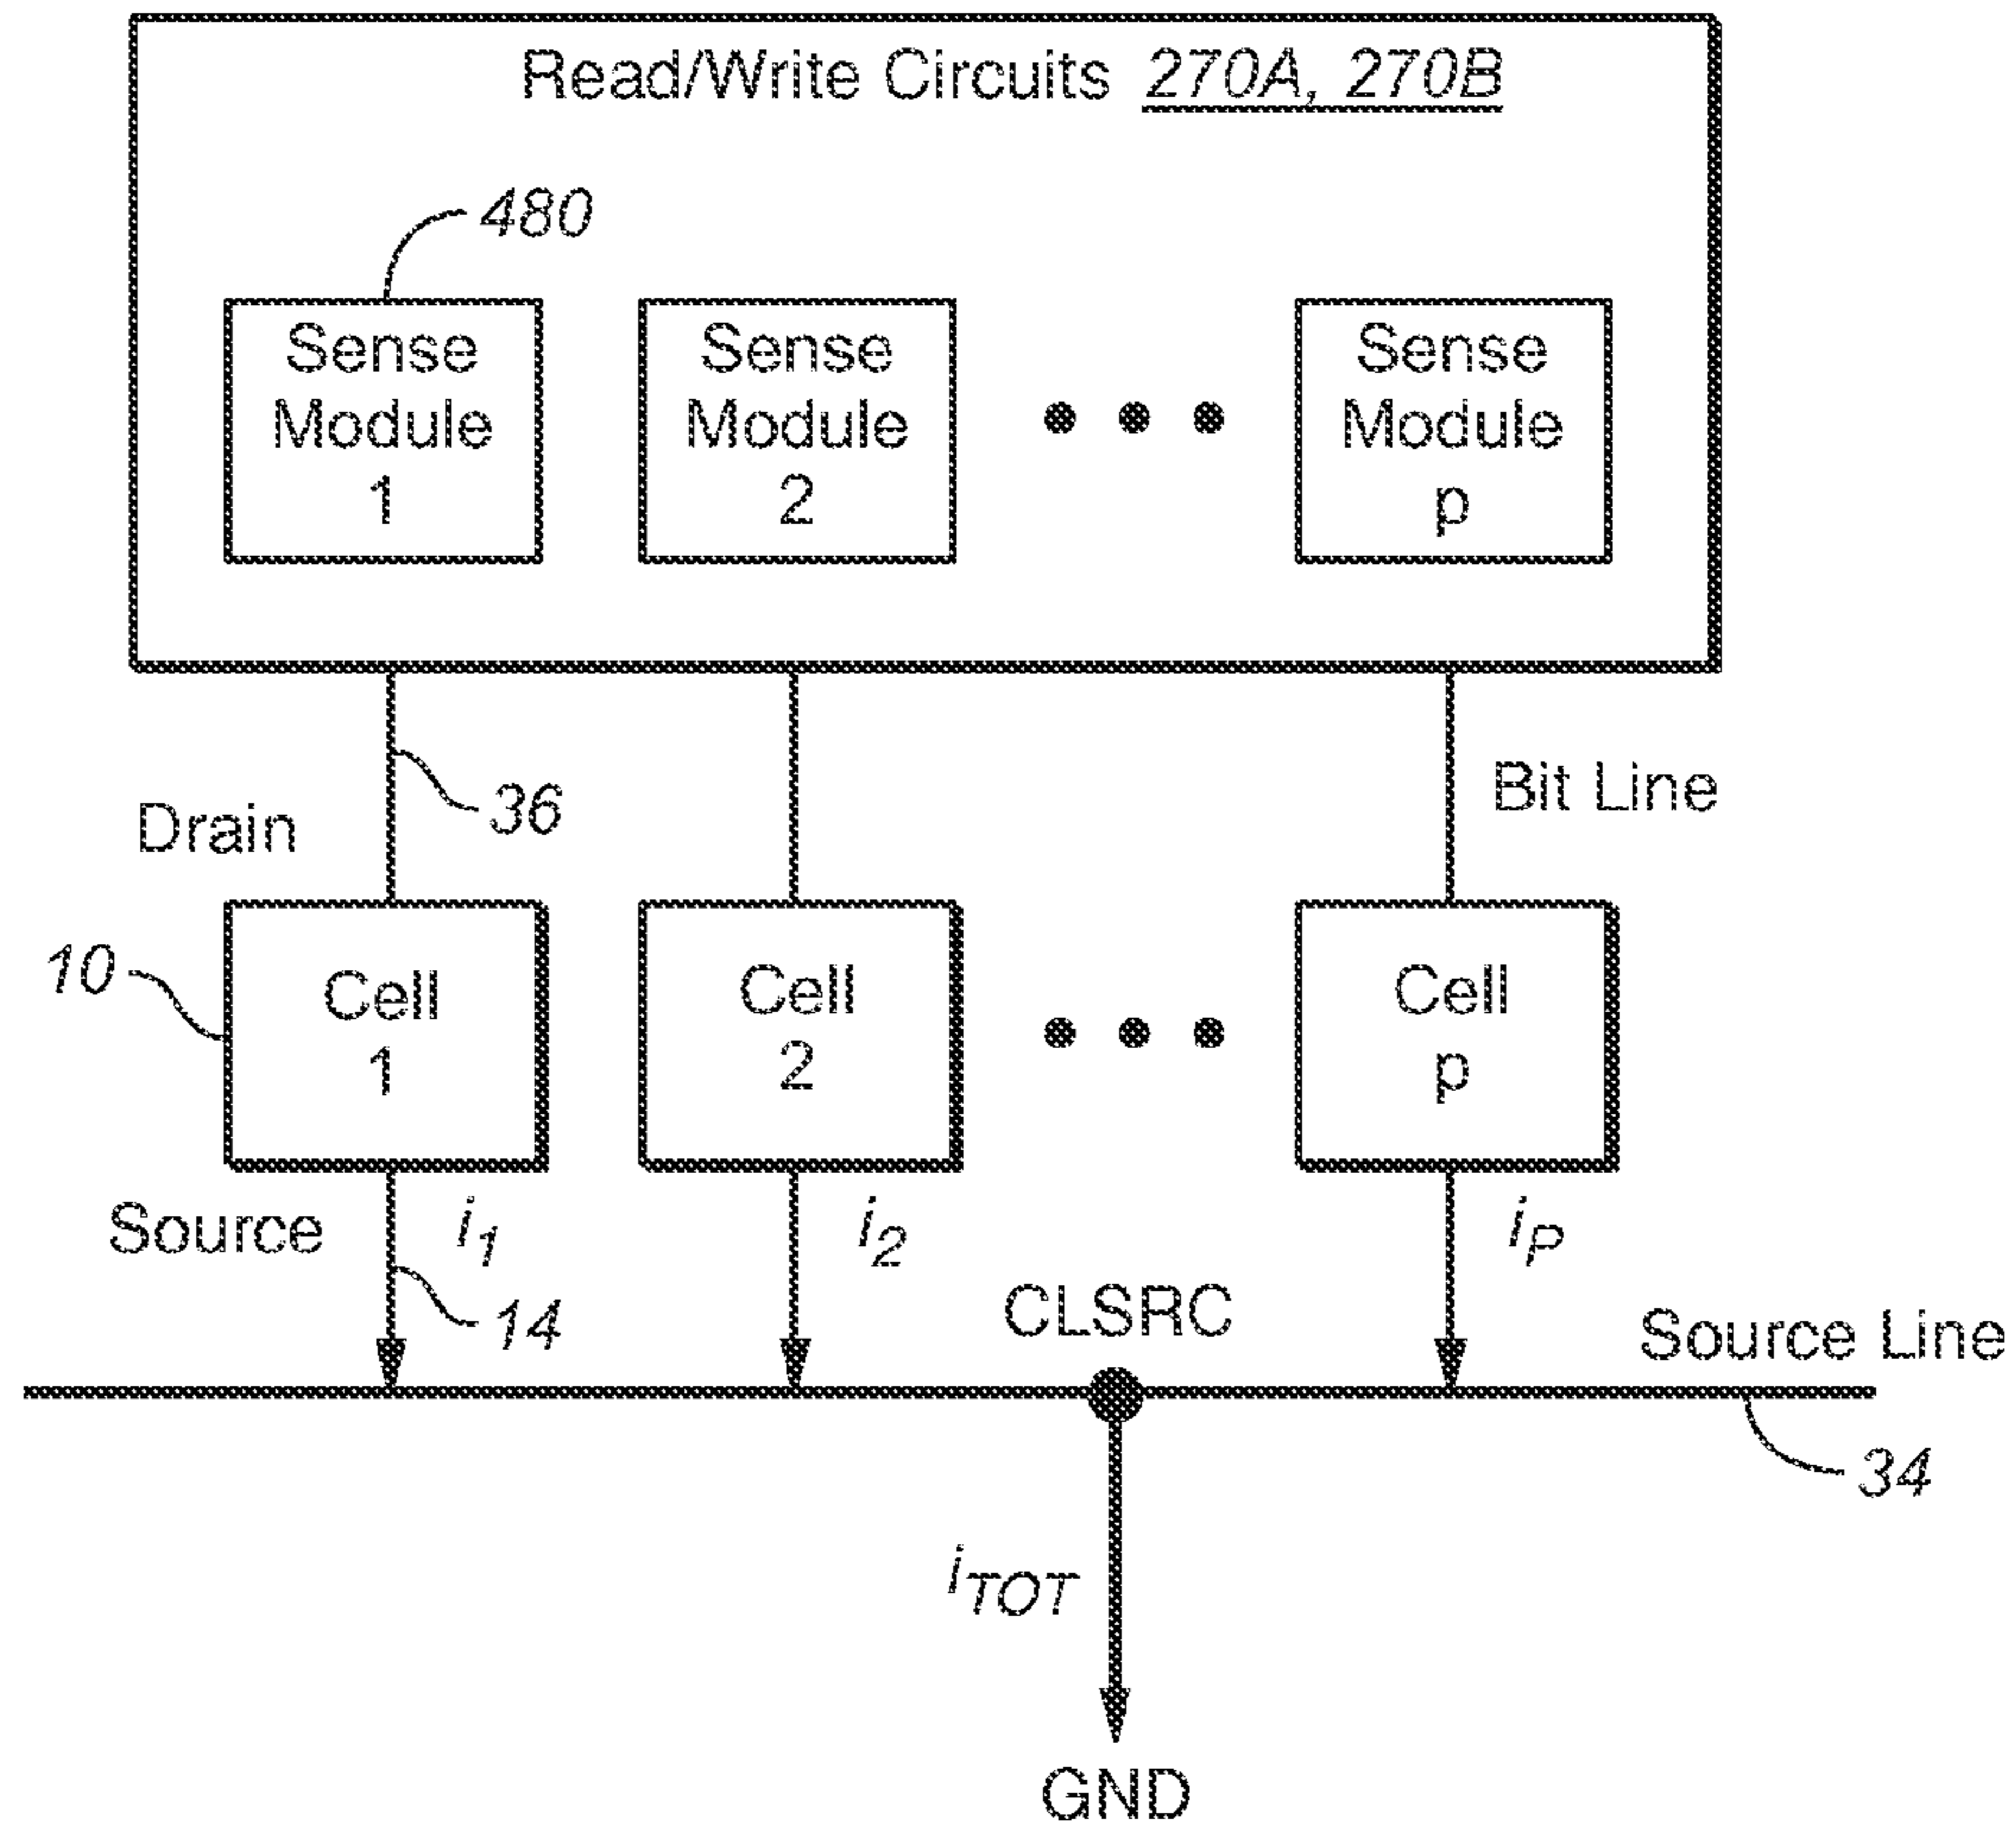 Read/Write Circuits 270A, 270B
480
Sense Module 1
Sense Module 2
Sense Module p
36
Drain
Bit Line
10
Cell 1
Cell 2
Cell p
Source
i1
i2
iP
14
CLSRC
Source Line
34
iTOT
GND